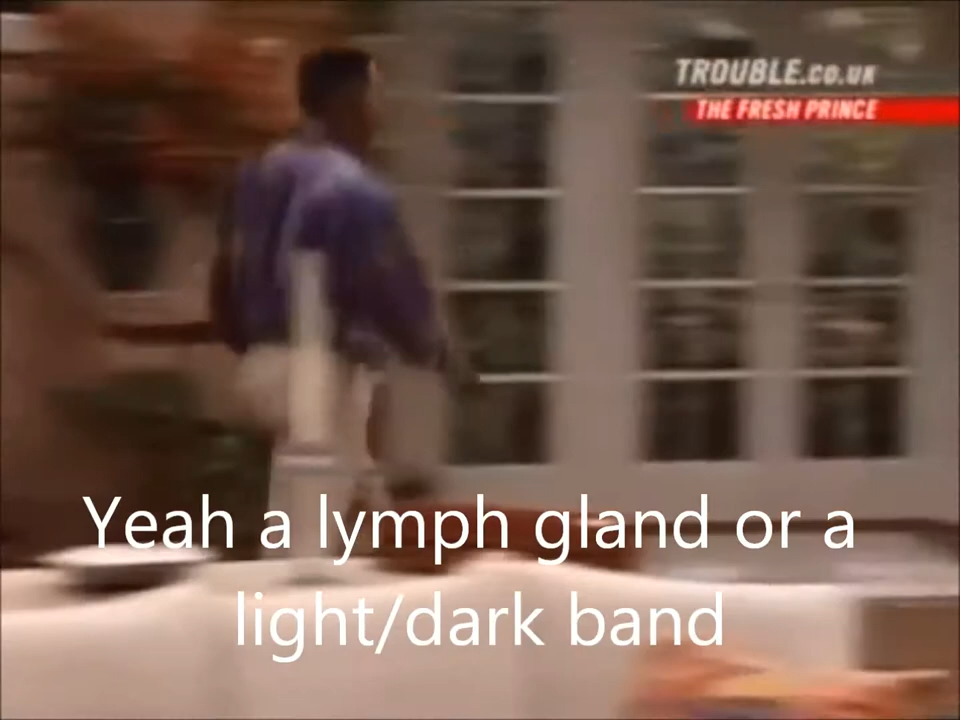 TROUBLE.co.uk
THE FRESH PRINCE
Yeah a lymph gland or a
light/dark band